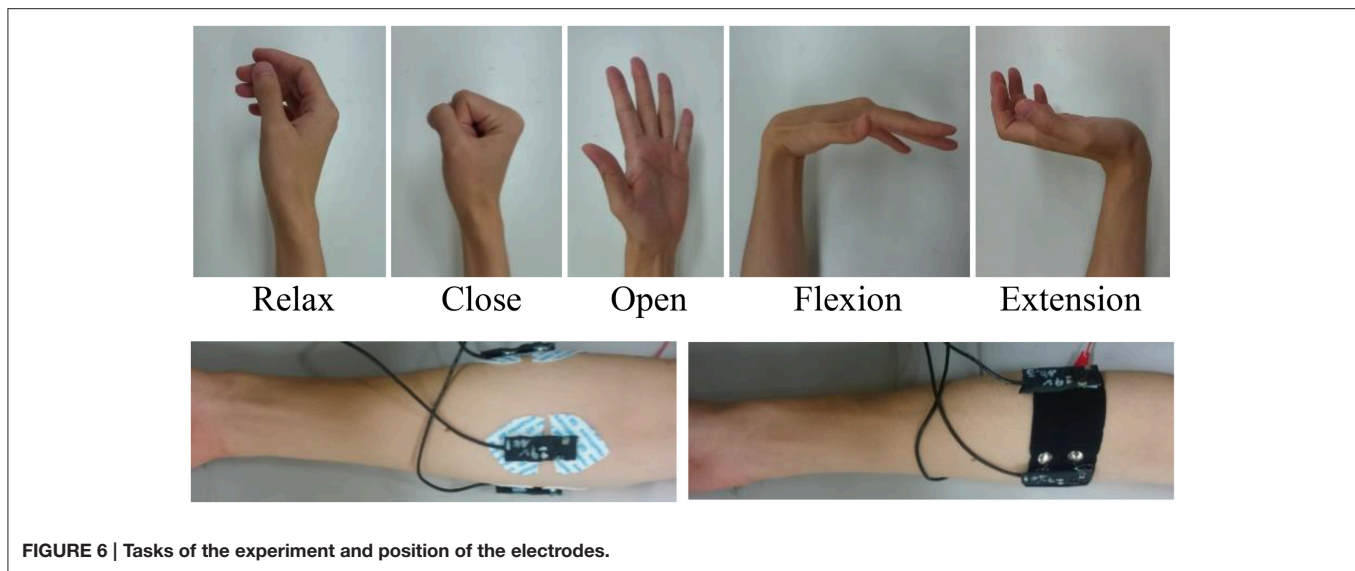 Relax Close Open Flexion Extension
FIGURE 6 | Tasks of the experiment and position of the electrodes.